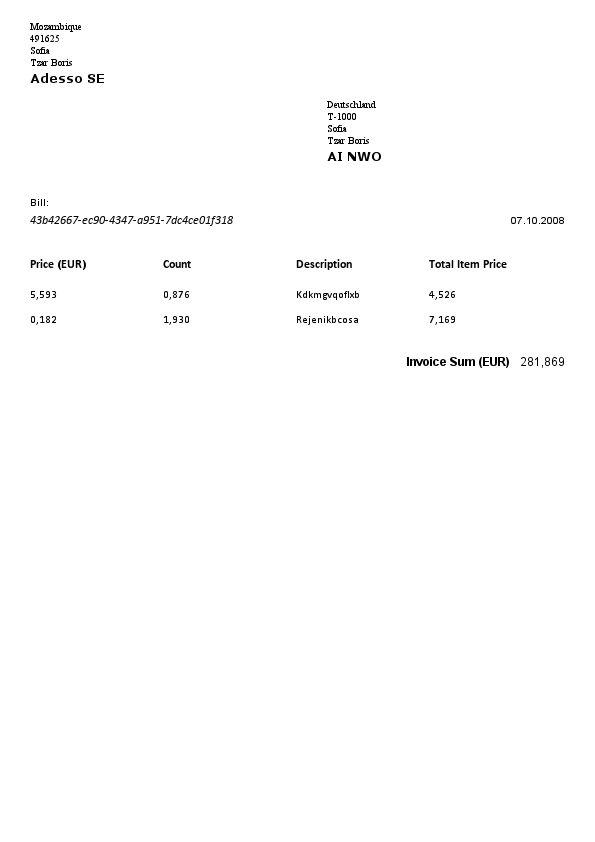 Mozambique
491625
Sofia
Tzar Boris
Adesso SE
Deutschland
T-1000
Sofia
Tzar Boris
AI NWO
Bill:
43b42667-ec90-4347-a951-7dc4ce01f318 07.10.2008
Price (EUR) Count Description Total Item Price
5,593 0,876 Kdkmgvqoflxb 4,526
0,182 1,930 Rejenikbcosa 7,169
Invoice Sum (EUR) 281,869